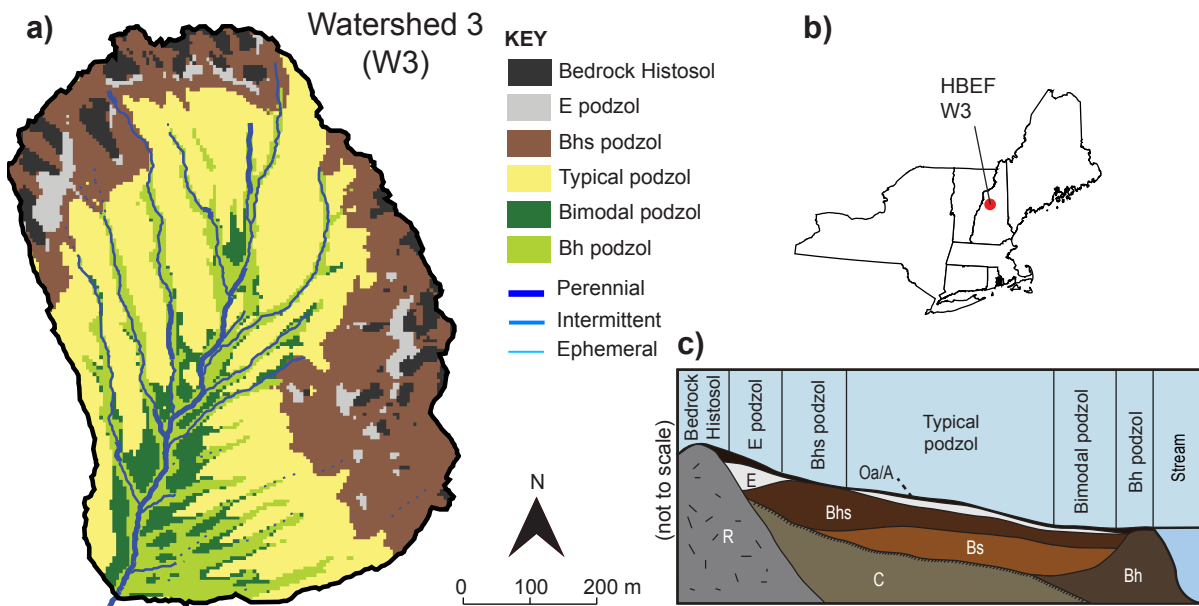 a)
Watershed 3
(W3)
KEY
Bedrock Histosol
E podzol
Bhs podzol
Typical podzol
Bimodal podzol
Bh podzol
Perennial
Intermittent
Ephemeral
N
0 100 200 m
b)
HBEF
W3
c)
(not to scale)
Bedrock
Histosol
E podzol
Bhs podzol
Typical
podzol
Bimodal podzol
Bh podzol
Stream
Oa/A
E
Bhs
R
Bs
C
Bh